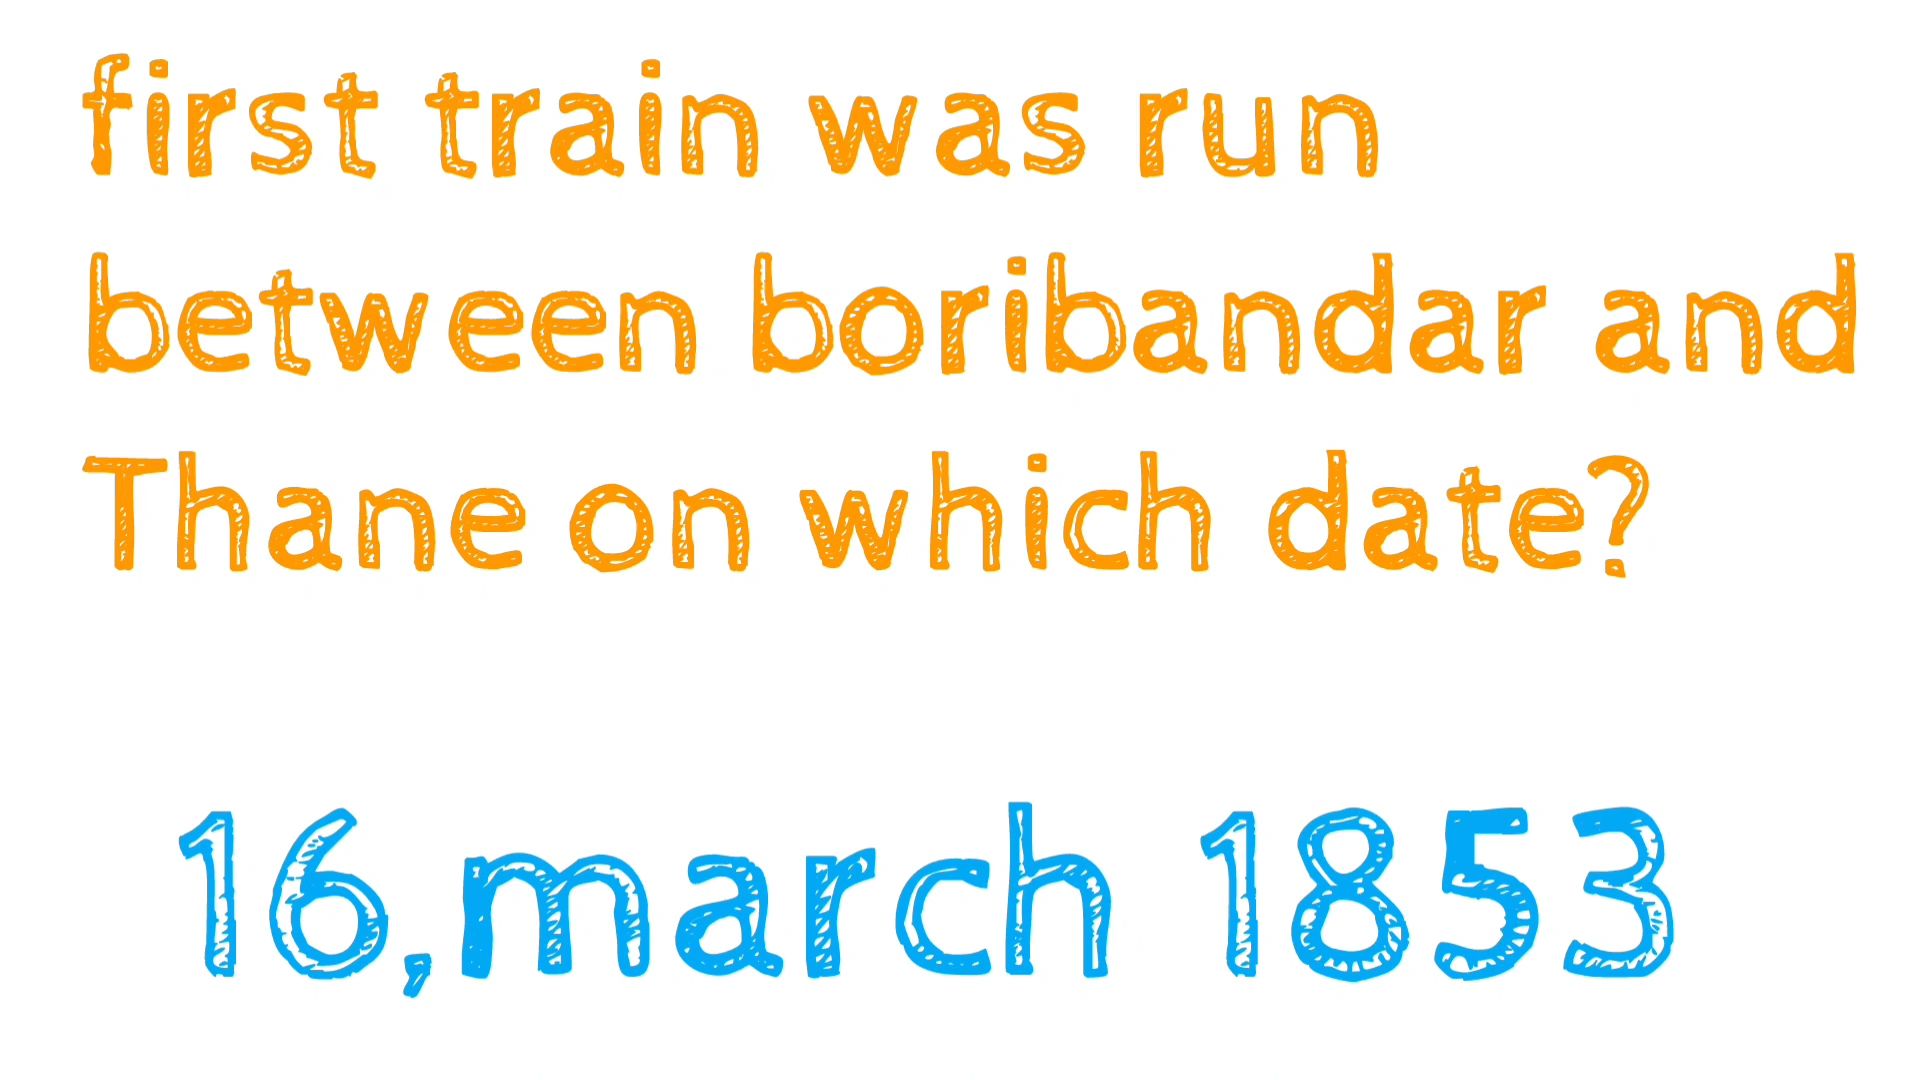 first train was run
between boribandar and
Thane on which date?
16,march 1853